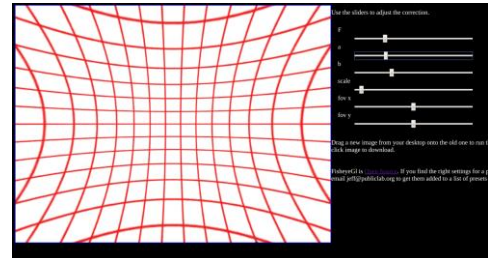 Use the sliders to adjust the correction.
F
a
b
scale
fov x
fov y
Drag a new image from your desktop onto the old one to run t
click image to download.
FisheyeGl is Open Source. If you find the right settings for a p
email jeff@publiclab.org to get them added to a list of presets